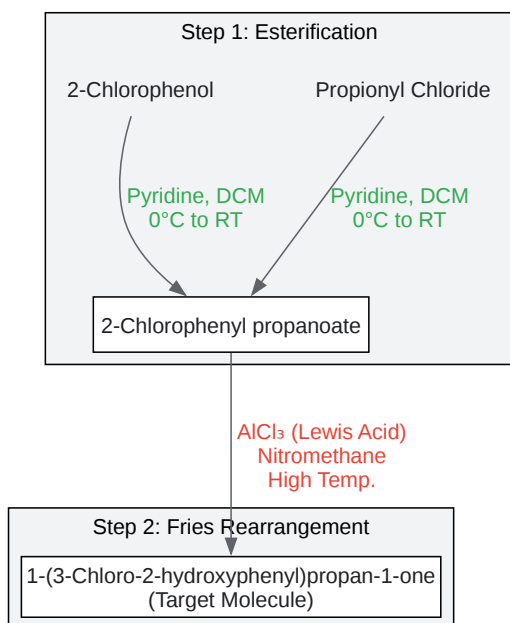 Step 1: Esterification
2-Chlorophenol
Propionyl Chloride
Pyridine, DCM
0°C to RT
Pyridine, DCM
0°C to RT
2-Chlorophenyl propanoate
AlCl₃ (Lewis Acid)
Nitromethane
High Temp.
Step 2: Fries Rearrangement
1-(3-Chloro-2-hydroxyphenyl)propan-1-one
(Target Molecule)